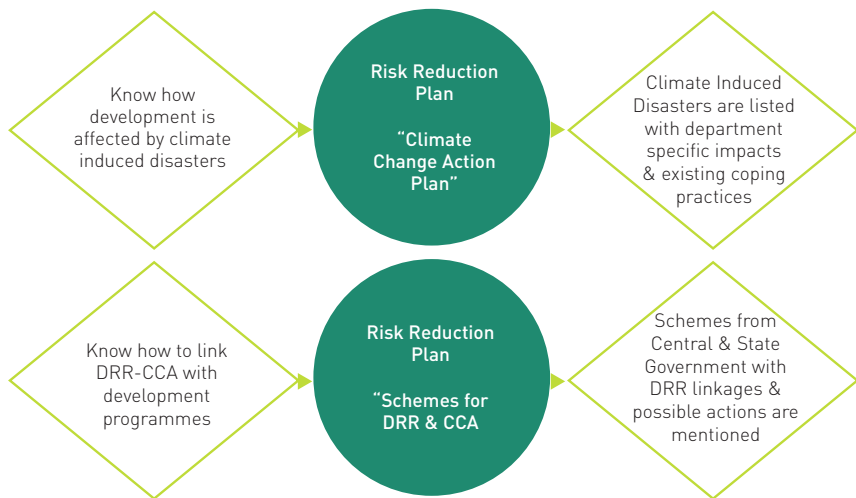 Know how
development is
affected by climate
induced disasters
Risk Reduction
Plan
“Climate
Change Action
Plan”
Climate Induced
Disasters are listed
with department
specific impacts
& existing coping
practices
Know how to link
DRR-CCA with
development
programmes
Risk Reduction
Plan
“Schemes for
DRR & CCA
Schemes from
Central & State
Government with
DRR linkages &
possible actions are
mentioned